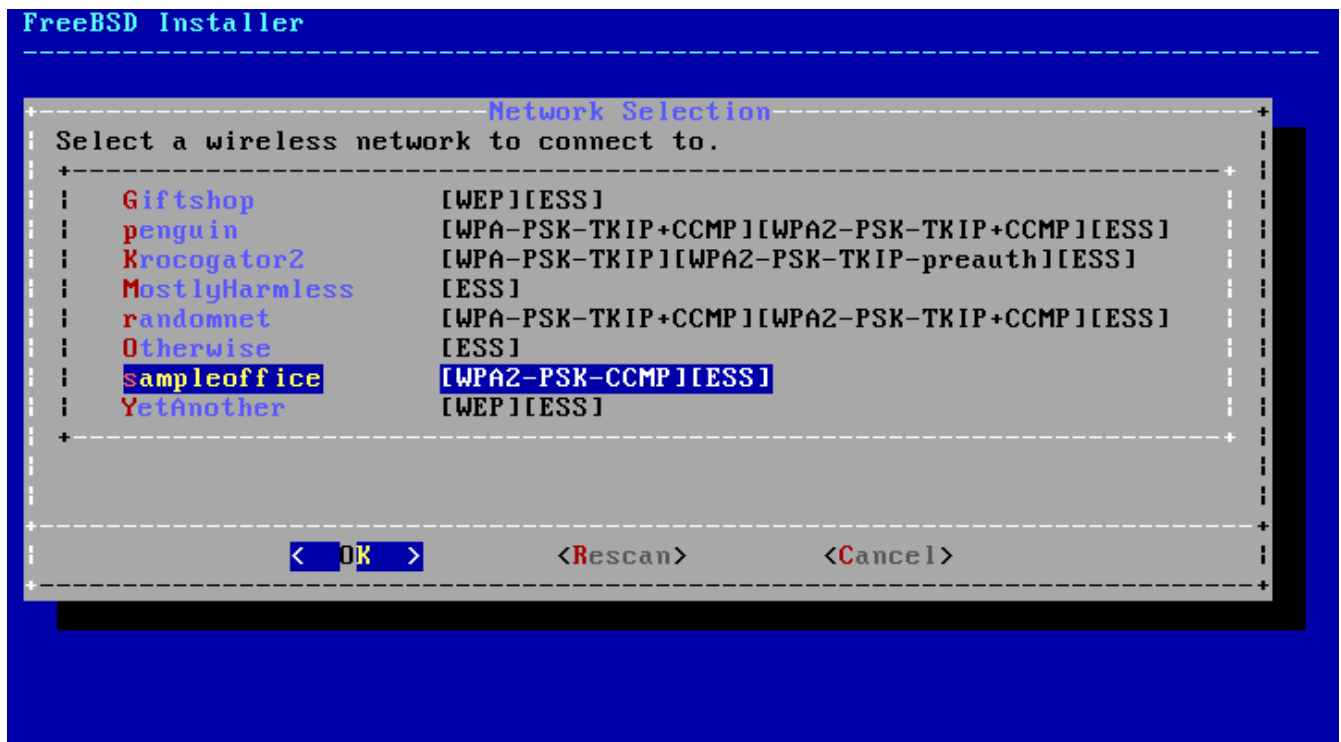 FreeBSD Installer
Network Selection
Select a wireless network to connect to.
Giftshop [WEP][ESS]
penguin [WPA-PSK-TKIP+CCMP][WPA2-PSK-TKIP+CCMP][ESS]
Krocogator2 [WPA-PSK-TKIP][WPA2-PSK-TKIP-preauth][ESS]
MostlyHarmless [ESS]
randomnet [WPA-PSK-TKIP+CCMP][WPA2-PSK-TKIP+CCMP][ESS]
Otherwise [ESS]
sampleoffice [WPA2-PSK-CCMP][ESS]
YetAnother [WEP][ESS]
< OK > <Rescan> <Cancel>